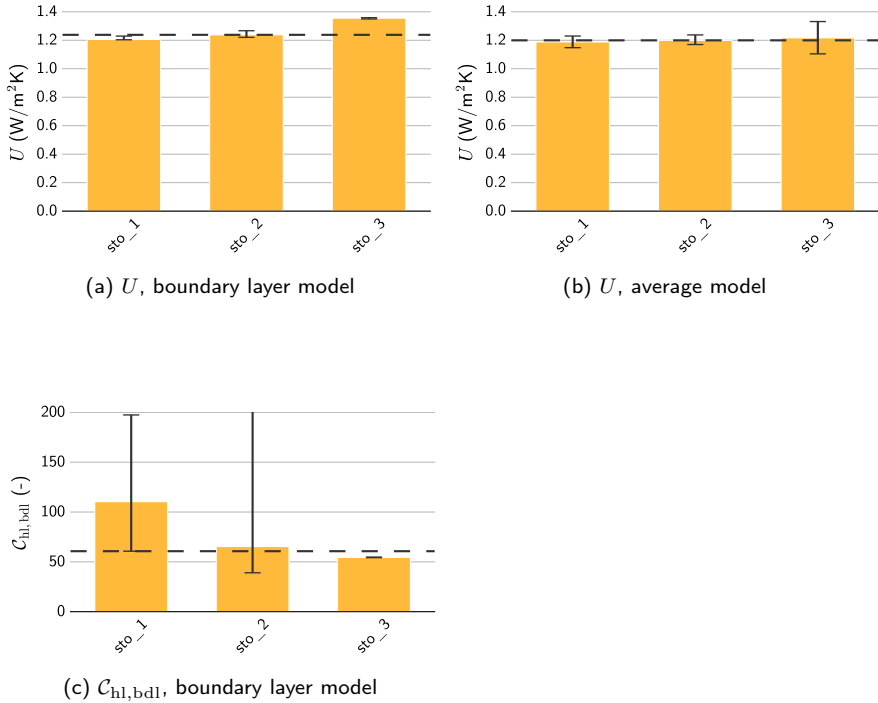 1.4
1.2
1.0
0.8
0.6
0.4
0.2
0.0
U (W/m²K)
sto_1
sto_2
sto_3
(a) U, boundary layer model
1.4
1.2
1.0
0.8
0.6
0.4
0.2
0.0
U (W/m²K)
sto_1
sto_2
sto_3
(b) U, average model
200
150
100
50
0
𝒞hl,bdl (-)
sto_1
sto_2
sto_3
(c) 𝒞hl,bdl, boundary layer model